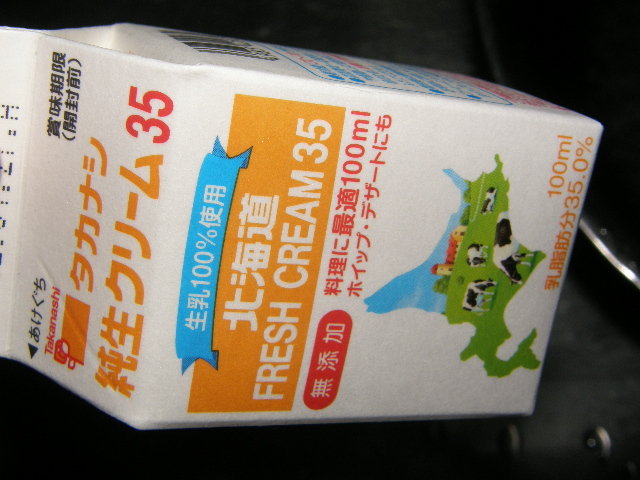 賞味期限
(開封前)
◀あけぐち
Takanashi
タカナシ
純生クリーム35
生乳100%使用
北海道
FRESH CREAM 35
無添加
料理に最適100ml
ホイップ・デザートにも
100ml
乳脂肪分35.0%